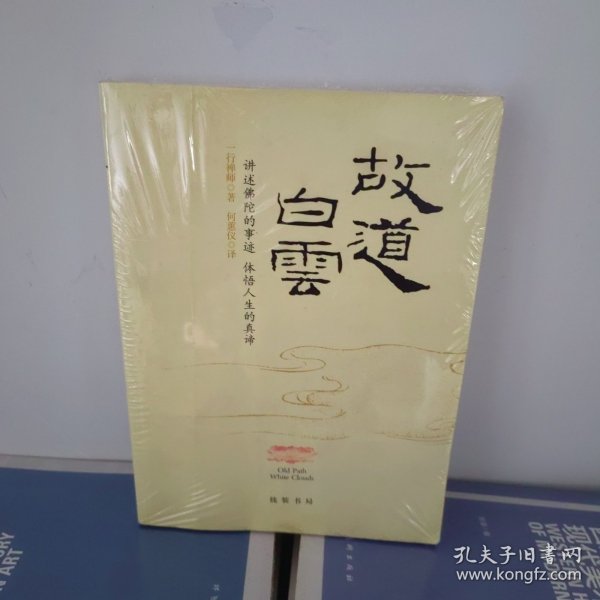 故道
白雲
讲述佛陀的事迹 体悟人生的真谛
一行禅师◎著 何蕙仪◎译
Old Path
White Clouds
线装书局
孔夫子旧书网
www.kongfz.com